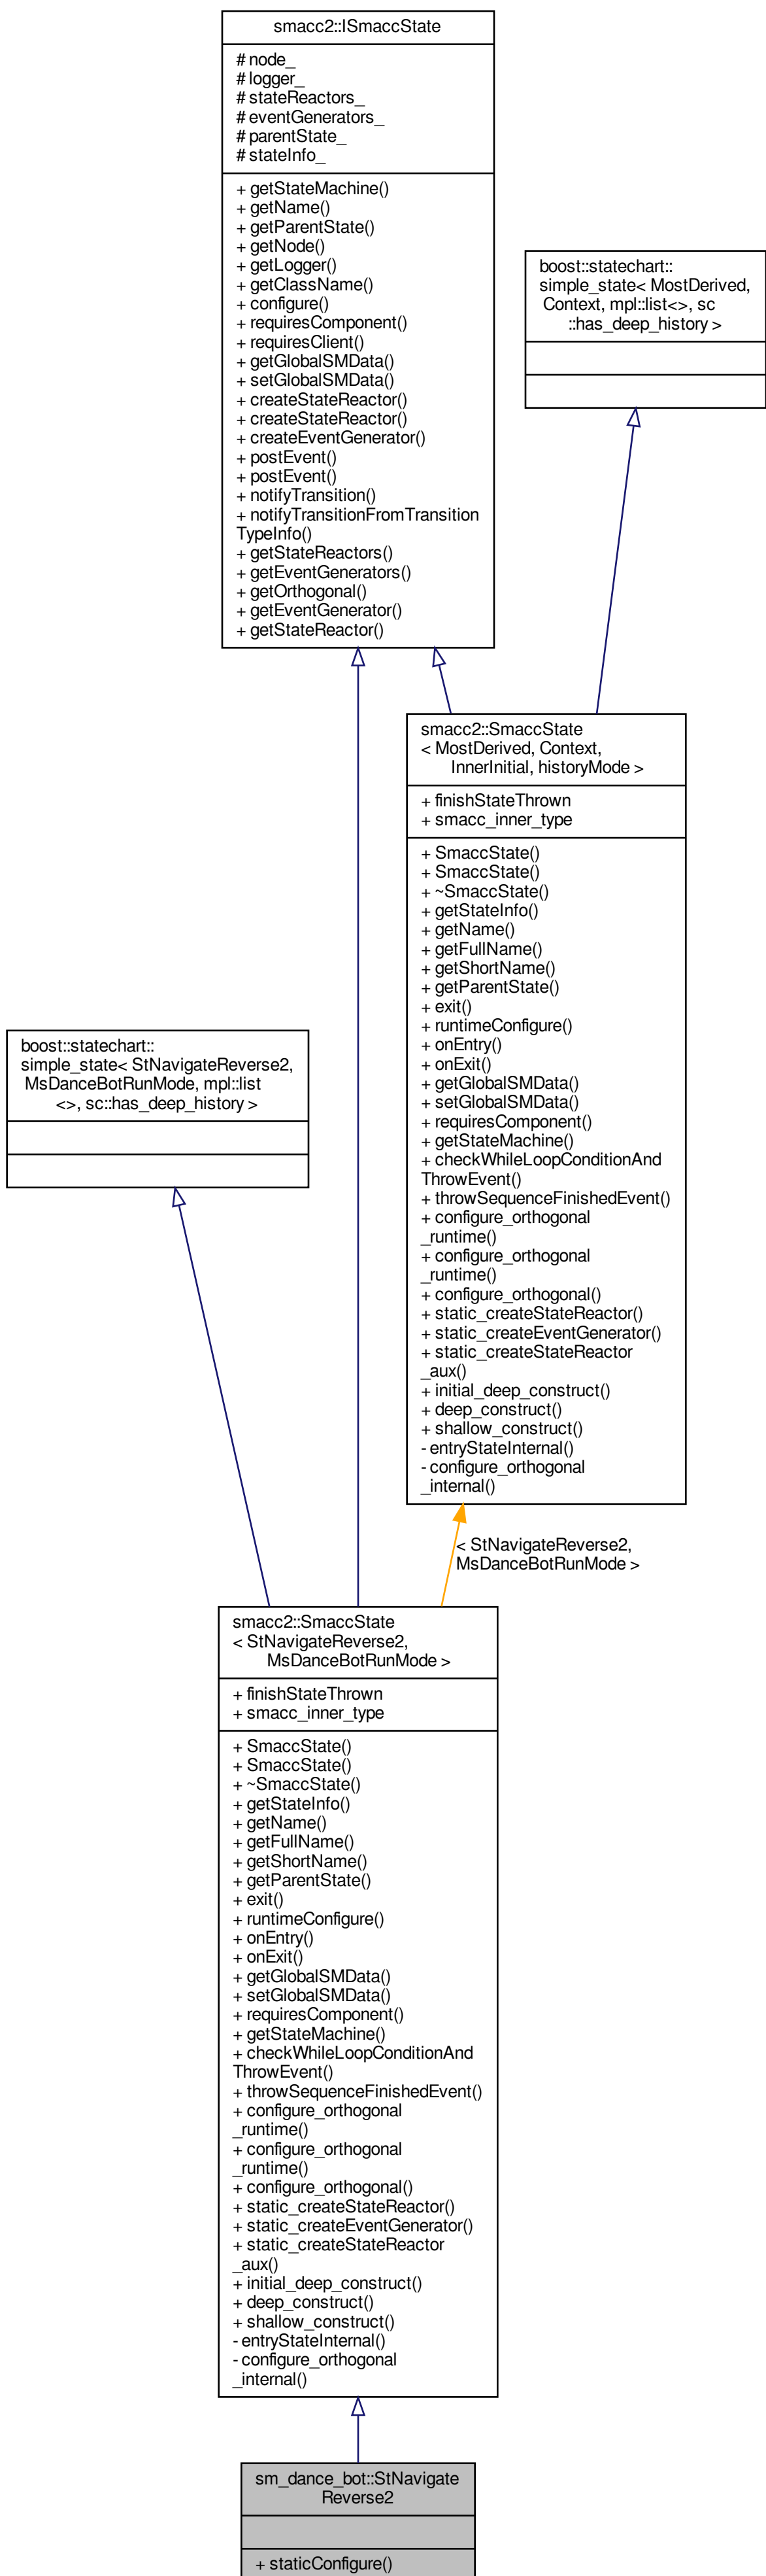 smacc2::ISmaccState
# node_
# logger_
# stateReactors_
# eventGenerators_
# parentState_
# stateInfo_
+ getStateMachine()
+ getName()
+ getParentState()
+ getNode()
+ getLogger()
+ getClassName()
+ configure()
+ requiresComponent()
+ requiresClient()
+ getGlobalSMData()
+ setGlobalSMData()
+ createStateReactor()
+ createStateReactor()
+ createEventGenerator()
+ postEvent()
+ postEvent()
+ notifyTransition()
+ notifyTransitionFromTransition
TypeInfo()
+ getStateReactors()
+ getEventGenerators()
+ getOrthogonal()
+ getEventGenerator()
+ getStateReactor()
boost::statechart::
simple_state< MostDerived,
Context, mpl::list<>, sc
::has_deep_history >
smacc2::SmaccState
< MostDerived, Context,
InnerInitial, historyMode >
+ finishStateThrown
+ smacc_inner_type
+ SmaccState()
+ SmaccState()
+ ~SmaccState()
+ getStateInfo()
+ getName()
+ getFullName()
+ getShortName()
+ getParentState()
+ exit()
+ runtimeConfigure()
+ onEntry()
+ onExit()
+ getGlobalSMData()
+ setGlobalSMData()
+ requiresComponent()
+ getStateMachine()
+ checkWhileLoopConditionAnd
ThrowEvent()
+ throwSequenceFinishedEvent()
+ configure_orthogonal
_runtime()
+ configure_orthogonal
_runtime()
+ configure_orthogonal()
+ static_createStateReactor()
+ static_createEventGenerator()
+ static_createStateReactor
_aux()
+ initial_deep_construct()
+ deep_construct()
+ shallow_construct()
- entryStateInternal()
- configure_orthogonal
_internal()
boost::statechart::
simple_state< StNavigateReverse2,
MsDanceBotRunMode, mpl::list
<>, sc::has_deep_history >
< StNavigateReverse2,
MsDanceBotRunMode >
smacc2::SmaccState
< StNavigateReverse2,
MsDanceBotRunMode >
+ finishStateThrown
+ smacc_inner_type
+ SmaccState()
+ SmaccState()
+ ~SmaccState()
+ getStateInfo()
+ getName()
+ getFullName()
+ getShortName()
+ getParentState()
+ exit()
+ runtimeConfigure()
+ onEntry()
+ onExit()
+ getGlobalSMData()
+ setGlobalSMData()
+ requiresComponent()
+ getStateMachine()
+ checkWhileLoopConditionAnd
ThrowEvent()
+ throwSequenceFinishedEvent()
+ configure_orthogonal
_runtime()
+ configure_orthogonal
_runtime()
+ configure_orthogonal()
+ static_createStateReactor()
+ static_createEventGenerator()
+ static_createStateReactor
_aux()
+ initial_deep_construct()
+ deep_construct()
+ shallow_construct()
- entryStateInternal()
- configure_orthogonal
_internal()
sm_dance_bot::StNavigate
Reverse2
+ staticConfigure()